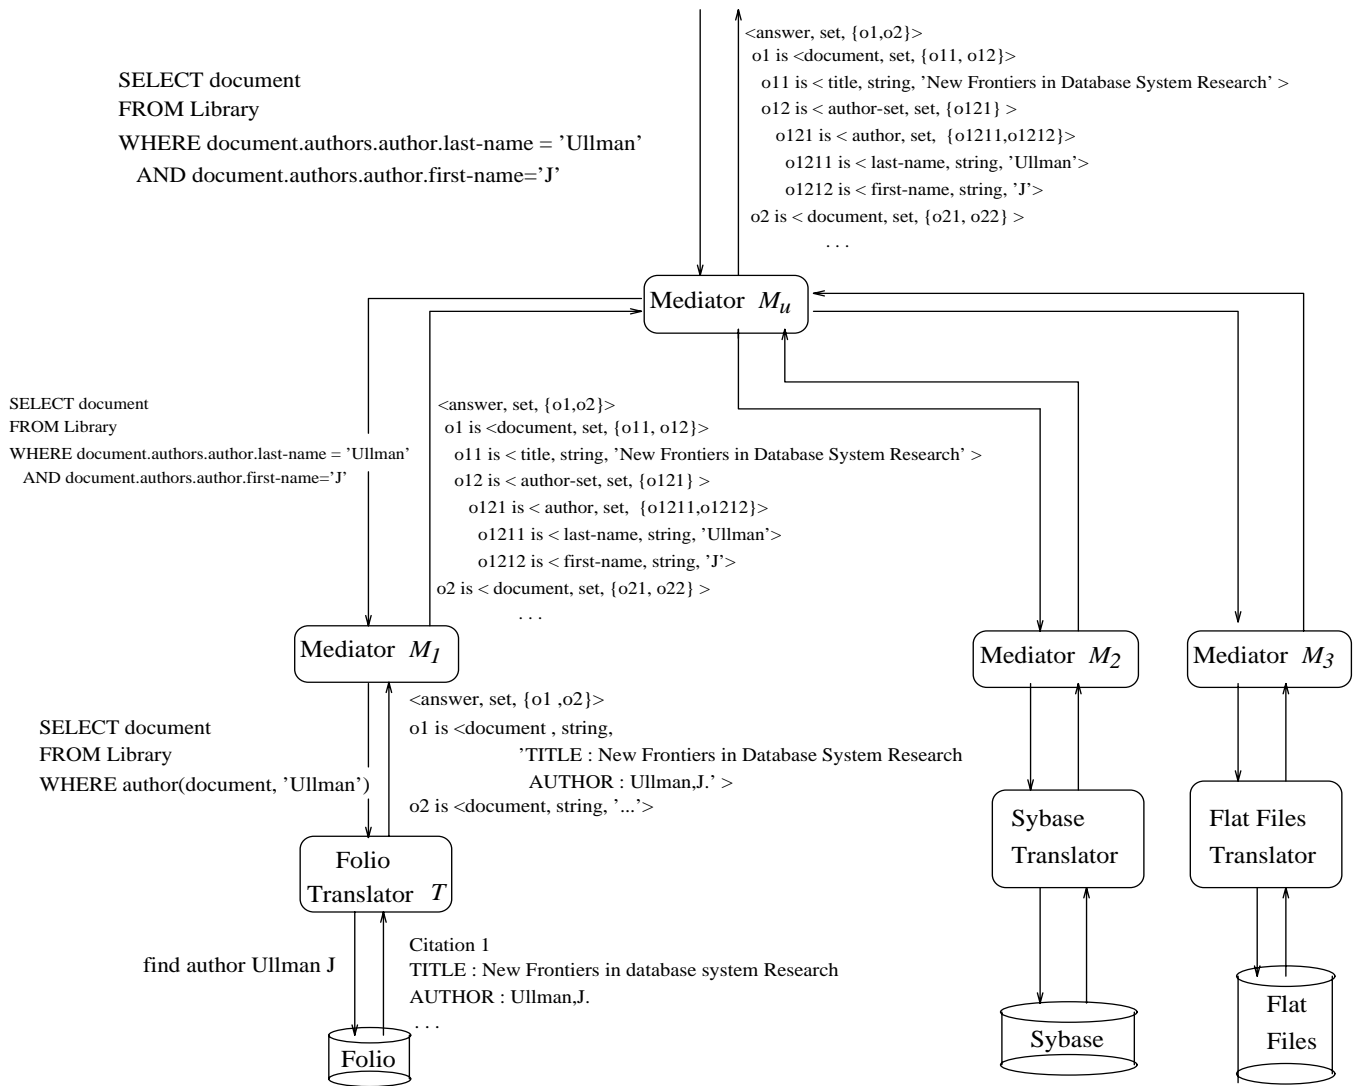 SELECT document
FROM Library
WHERE document.authors.author.last-name = 'Ullman'
AND document.authors.author.first-name='J'
<answer, set, {o1,o2}>
o1 is <document, set, {o11, o12}>
o11 is < title, string, 'New Frontiers in Database System Research' >
o12 is < author-set, set, {o121} >
o121 is < author, set, {o1211,o1212}>
o1211 is < last-name, string, 'Ullman'>
o1212 is < first-name, string, 'J'>
o2 is < document, set, {o21, o22} >
. . .
Mediator Mu
SELECT document
FROM Library
WHERE document.authors.author.last-name = 'Ullman'
AND document.authors.author.first-name='J'
<answer, set, {o1,o2}>
o1 is <document, set, {o11, o12}>
o11 is < title, string, 'New Frontiers in Database System Research' >
o12 is < author-set, set, {o121} >
o121 is < author, set, {o1211,o1212}>
o1211 is < last-name, string, 'Ullman'>
o1212 is < first-name, string, 'J'>
o2 is < document, set, {o21, o22} >
. . .
Mediator M1
Mediator M2
Mediator M3
SELECT document
FROM Library
WHERE author(document, 'Ullman')
<answer, set, {o1 ,o2}>
o1 is <document , string,
'TITLE : New Frontiers in Database System Research
AUTHOR : Ullman,J.' >
o2 is <document, string, '...'>
Folio
Translator T
Sybase
Translator
Flat Files
Translator
find author Ullman J
Citation 1
TITLE : New Frontiers in database system Research
AUTHOR : Ullman,J.
. . .
Folio
Sybase
Flat
Files